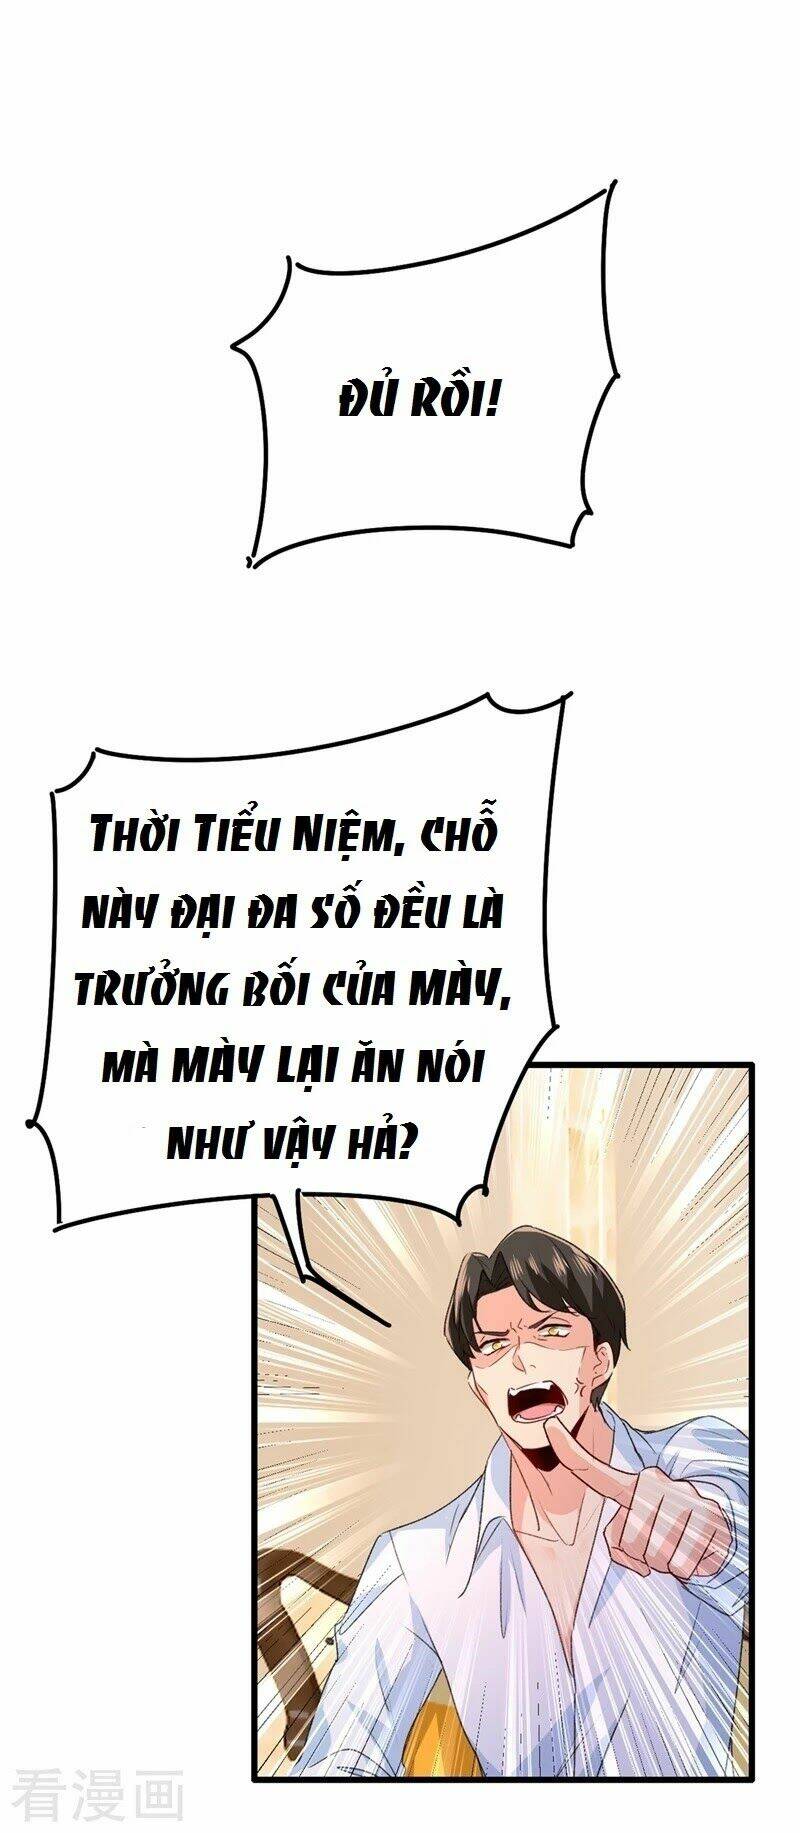 ĐỦ RỒI!
THỜI TIỂU NIỆM, CHỖ
NÀY ĐẠI ĐA SỐ ĐỀU LÀ
TRƯỞNG BỐI CỦA MÀY,
MÀ MÀY LẠI ĂN NÓI
NHƯ VẬY HẢ?
看漫画